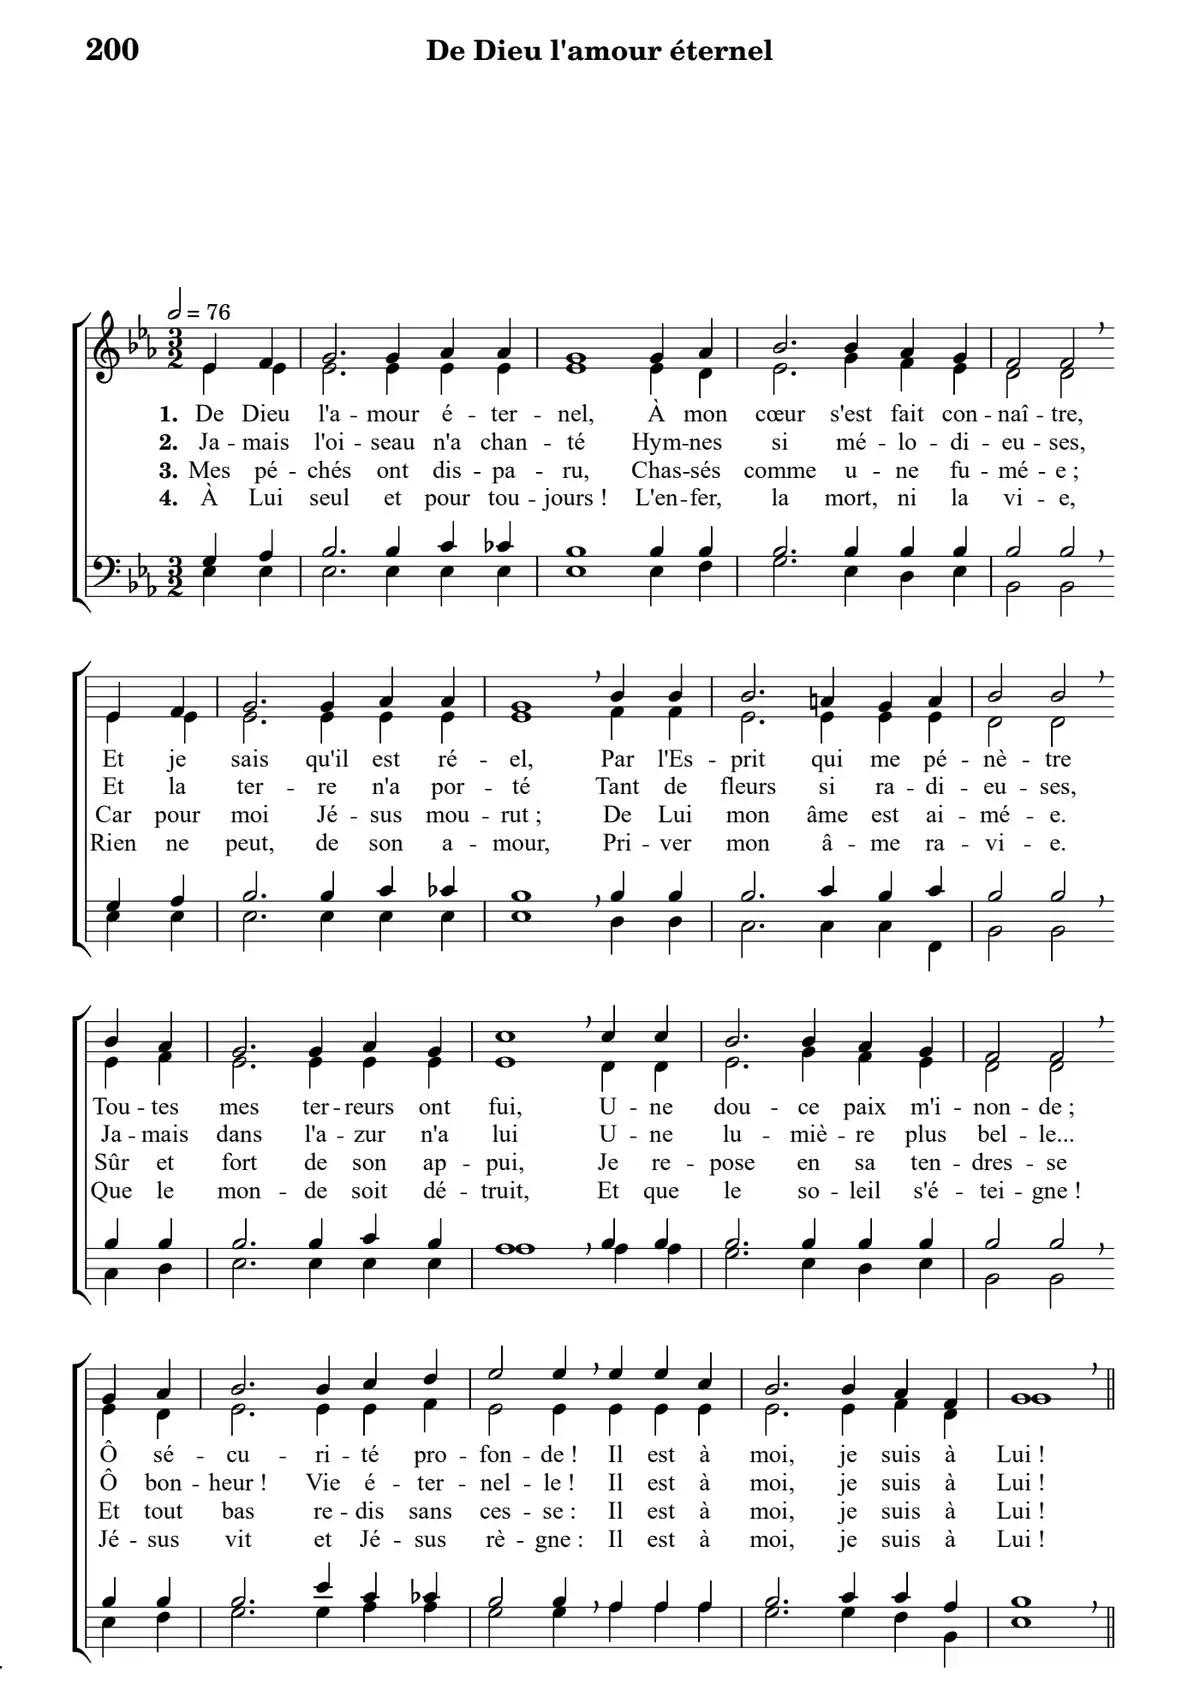 200 De Dieu l'amour éternel
= 76
3 2
1. De Dieu l'a - mour é - ter - nel, À mon cœur s'est fait con - naî - tre,
2. Ja - mais l'oi - seau n'a chan - té Hym - nes si mé - lo - di - eu - ses,
3. Mes pé - chés ont dis - pa - ru, Chas - sés comme u - ne fu - mé - e ;
4. À Lui seul et pour tou - jours ! L'en - fer, la mort, ni la vi - e,
3 2
Et je sais qu'il est ré - el, Par l'Es - prit qui me pé - nè - tre
Et la ter - re n'a por - té Tant de fleurs si ra - di - eu - ses,
Car pour moi Jé - sus mou - rut ; De Lui mon âme est ai - mé - e.
Rien ne peut, de son a - mour, Pri - ver mon â - me ra - vi - e.
Tou - tes mes ter - reurs ont fui, U - ne dou - ce paix m'i - non - de ;
Ja - mais dans l'a - zur n'a lui U - ne lu - miè - re plus bel - le...
Sûr et fort de son ap - pui, Je re - pose en sa ten - dres - se
Que le mon - de soit dé - truit, Et que le so - leil s'é - tei - gne !
Ô sé - cu - ri - té pro - fon - de ! Il est à moi, je suis à Lui !
Ô bon - heur ! Vie é - ter - nel - le ! Il est à moi, je suis à Lui !
Et tout bas re - dis sans ces - se : Il est à moi, je suis à Lui !
Jé - sus vit et Jé - sus rè - gne : Il est à moi, je suis à Lui !